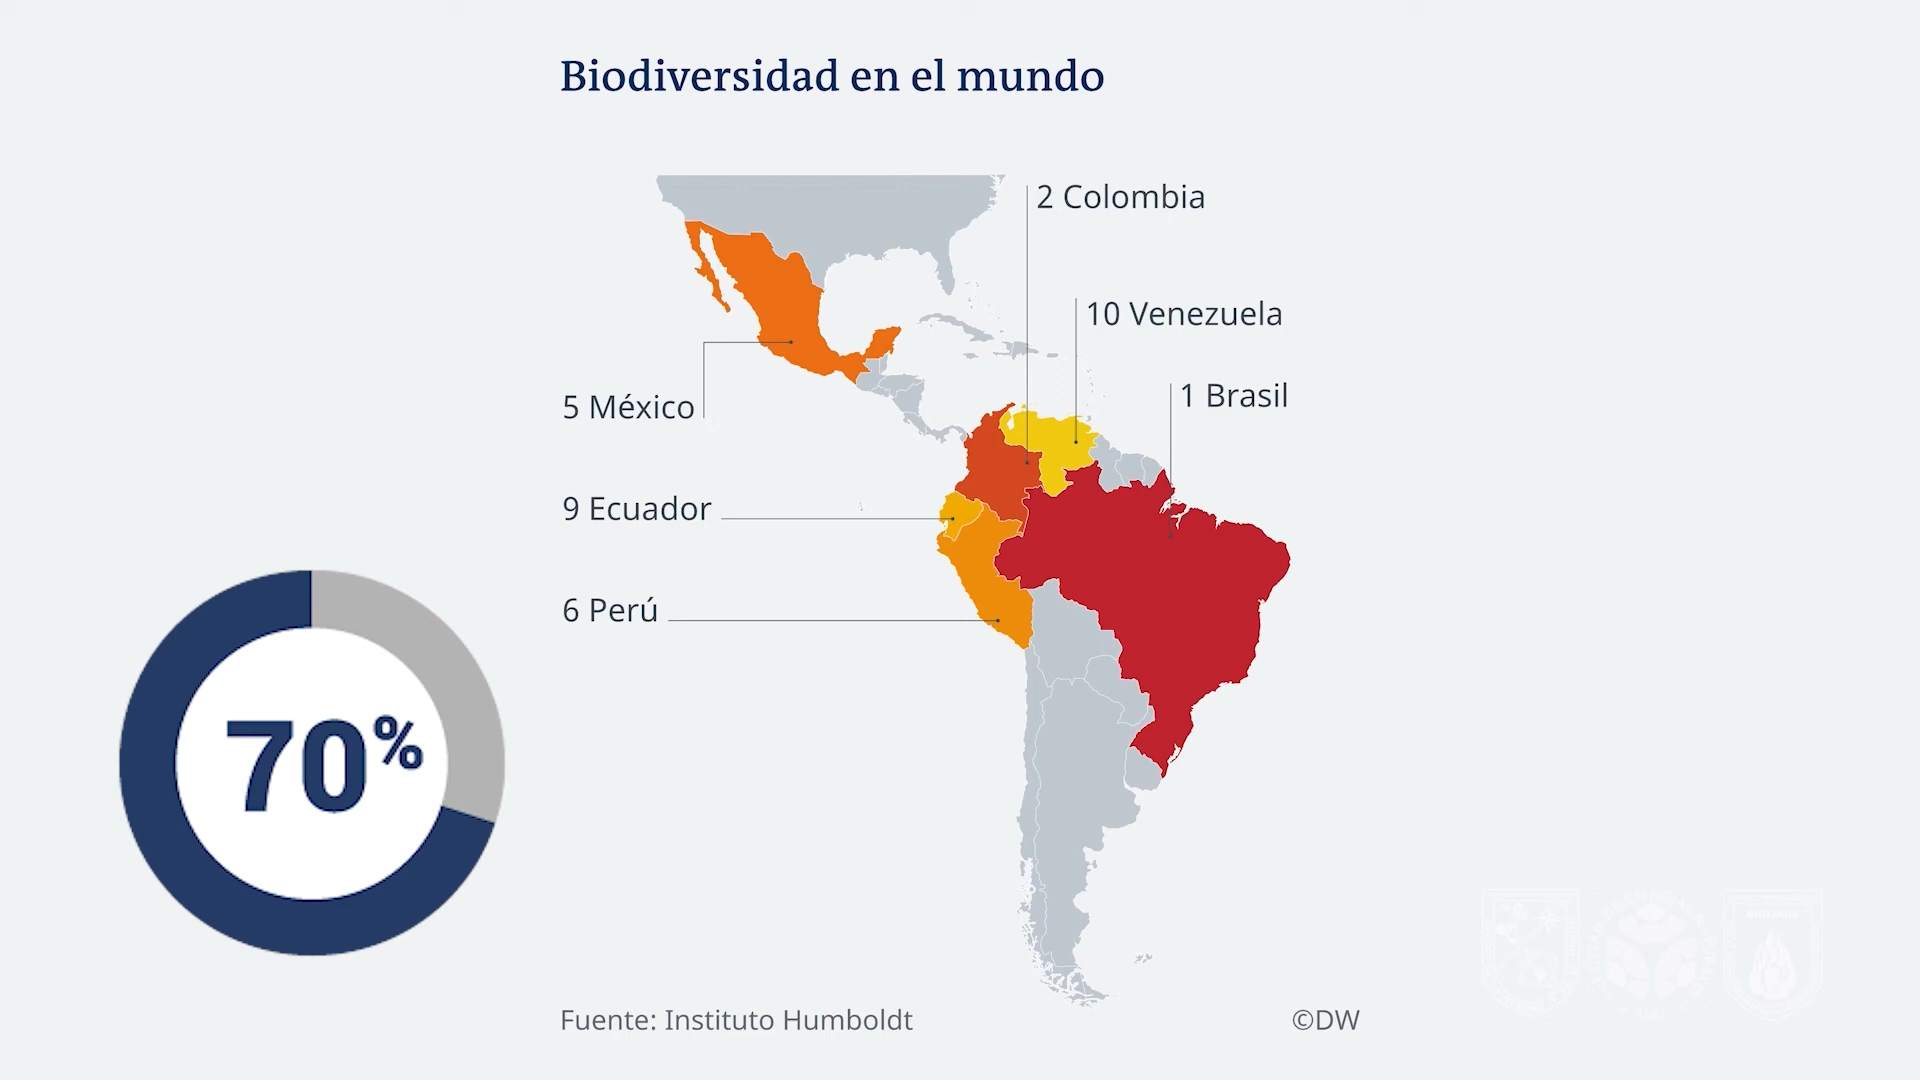 Biodiversidad en el mundo
2 Colombia
10 Venezuela
1 Brasil
5 México
9 Ecuador
6 Perú
70%
Fuente: Instituto Humboldt
©DW
BIOLOGÍA